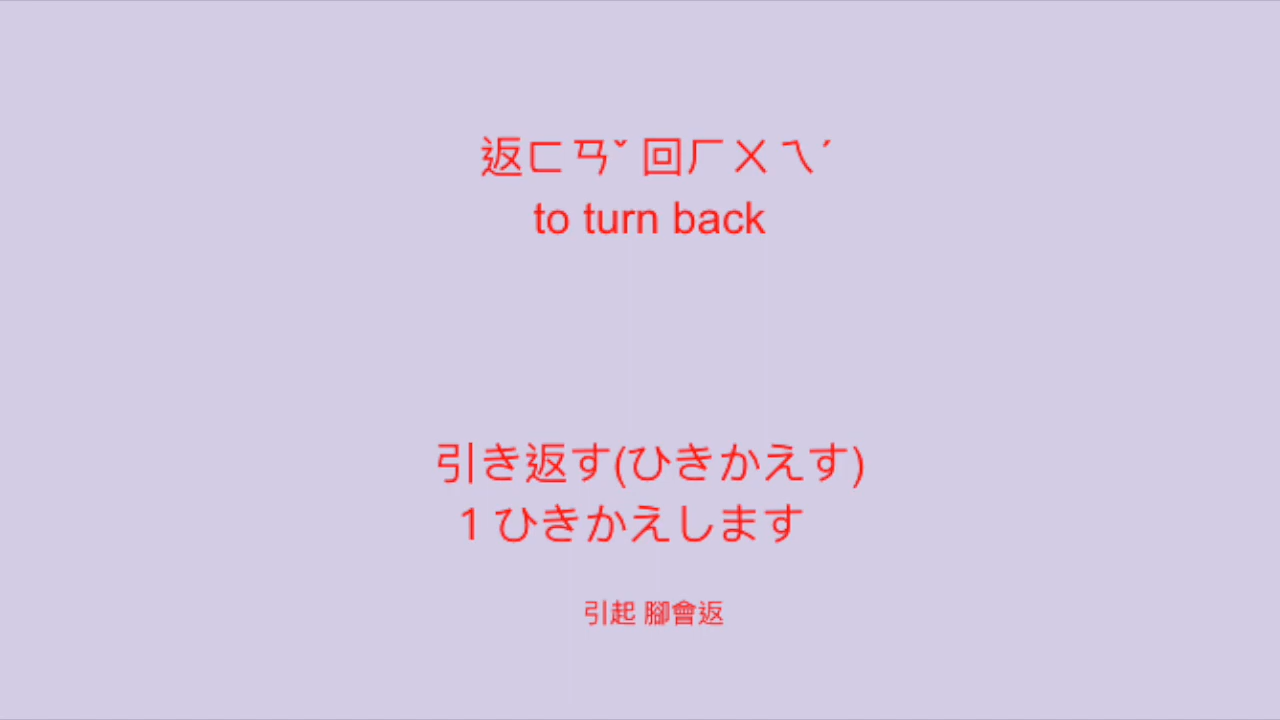 返ㄈㄢˇ 回ㄏㄨㄟˊ
to turn back
引き返す(ひきかえす)
1 ひきかえします
引起 腳會返